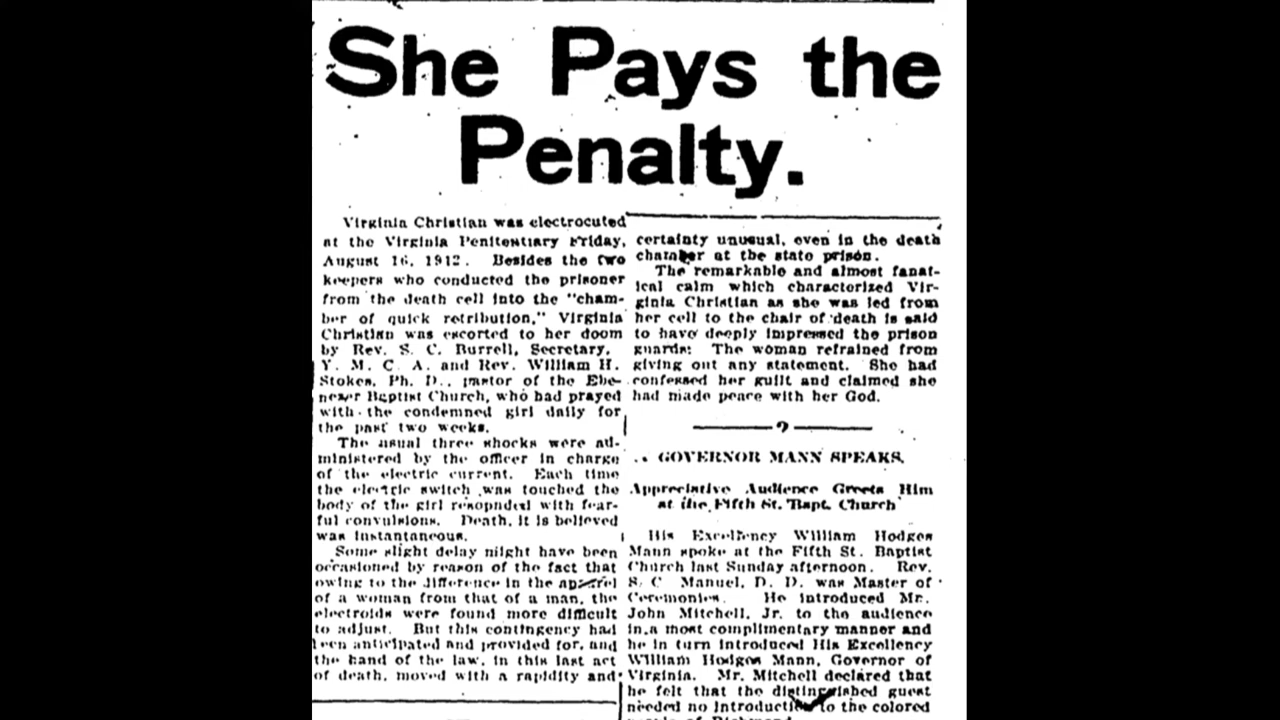 She Pays the
Penalty.
Virginia Christian was electrocuted
at the Virginia Penitentiary Friday,
August 16, 1912. Besides the two
keepers who conducted the prisoner
from the death cell into the "cham-
ber of quick retribution," Virginia
Christian was escorted to her doom
by Rev. S. C. Burrell, Secretary,
Y. M. C. A. and Rev. William H.
Stokes, Ph. D., pastor of the Ebe-
nezer Baptist Church, who had prayed
with the condemned girl daily for
the past two weeks.
The usual three shocks were ad-
ministered by the officer in charge
of the electric current. Each time
the electric switch was touched the
body of the girl resopnded with fear-
ful convulsions. Death, it is believed
was instantaneous.
Some slight delay might have been
occasioned by reason of the fact that
owing to the difference in the apparel
of a woman from that of a man, the
electroids were found more difficult
to adjust. But this contingency had
been anticipated and provided for, and
the hand of the law, in this last act
of death, moved with a rapidity and
certainty unusual, even in the death
chamber at the state prison.
The remarkable and almost fanat-
ical calm which characterized Vir-
ginia Christian as she was led from
her cell to the chair of death is said
to have deeply impressed the prison
guards: The woman refrained from
giving out any statement. She had
confessed her guilt and claimed she
had made peace with her God.
GOVERNOR MANN SPEAKS.
Appreciative Audience Greets Him
at the Fifth St. Bapt. Church
His Excellency William Hodges
Mann spoke at the Fifth St. Baptist
Church last Sunday afternoon. Rev.
S. C. Manuel, D. D. was Master of
Ceremonies. He introduced Mr.
John Mitchell, Jr. to the audience
in a most complimentary manner and
he in turn introduced His Excellency
William Hodges Mann, Governor of
Virginia. Mr. Mitchell declared that
he felt that the distinguished guest
needed no introduction to the colored